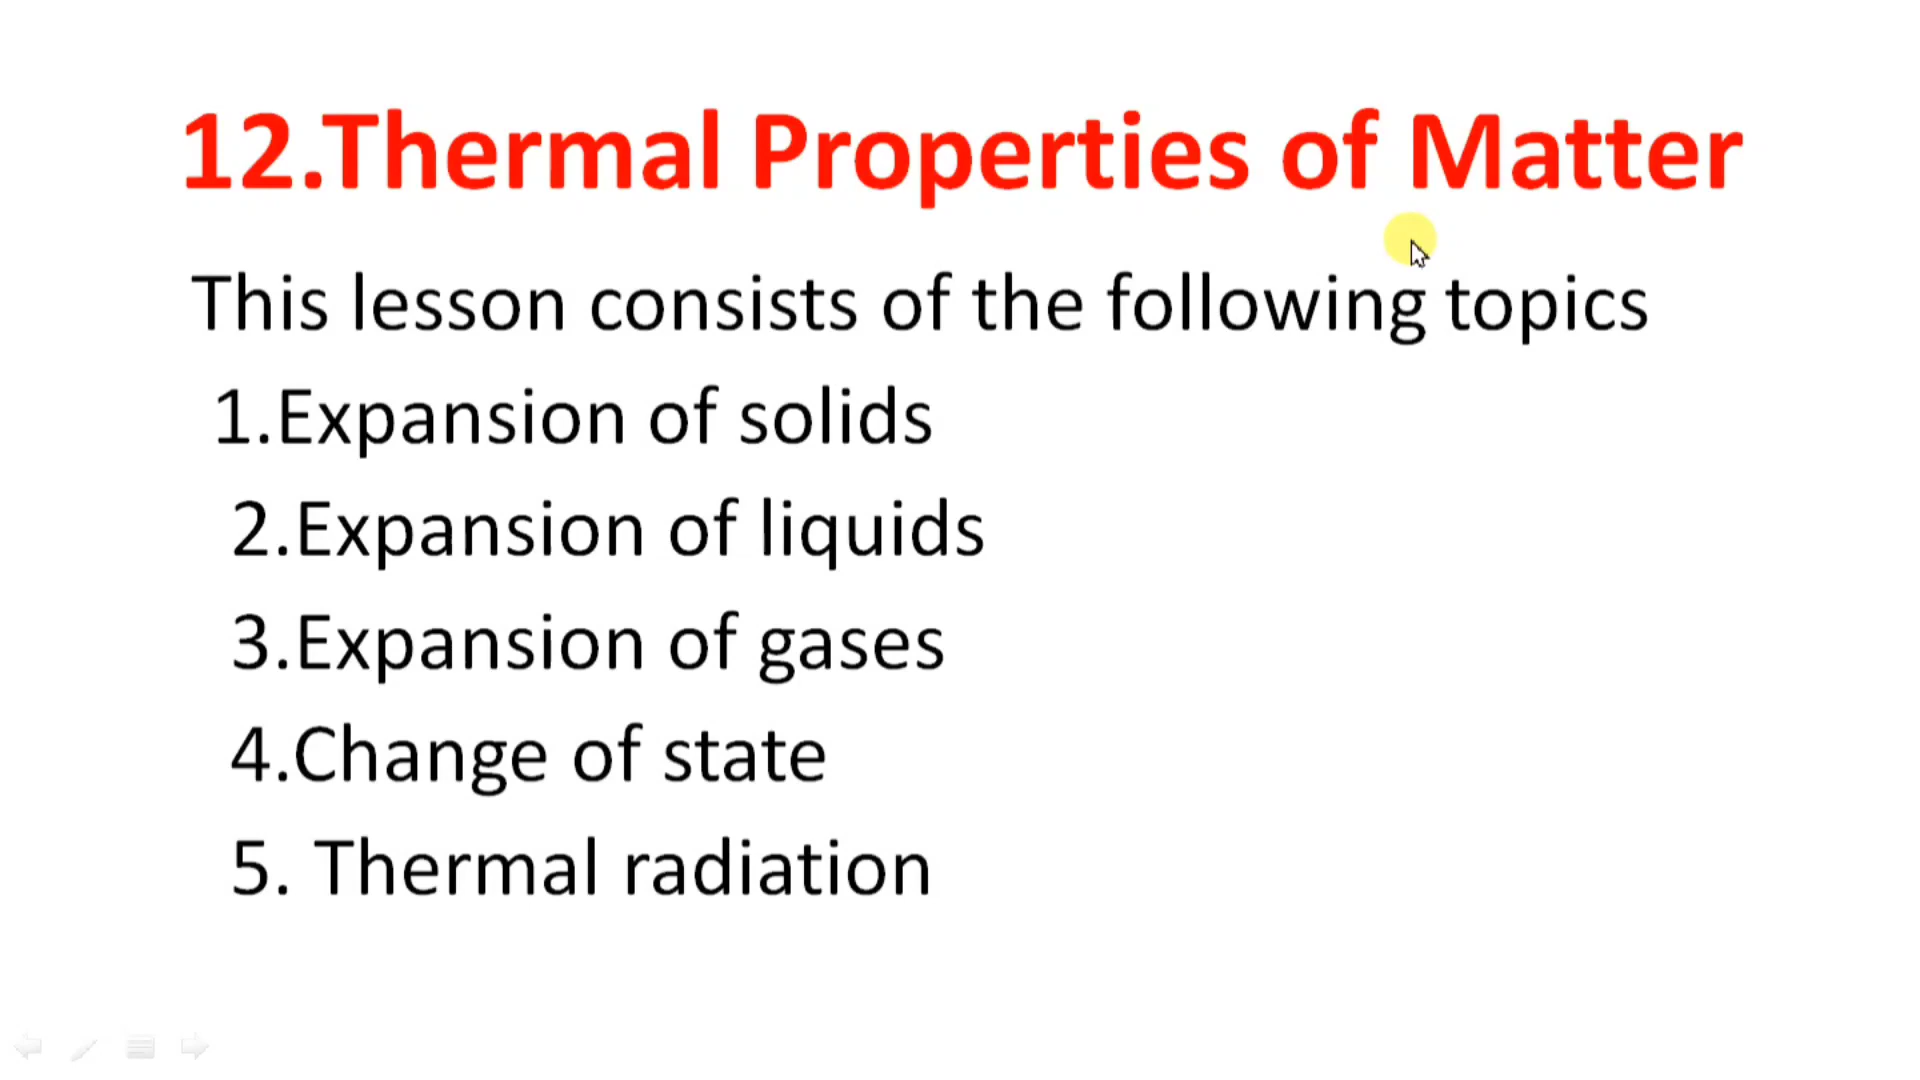 12.Thermal Properties of Matter
This lesson consists of the following topics
1.Expansion of solids
2.Expansion of liquids
3.Expansion of gases
4.Change of state
5. Thermal radiation